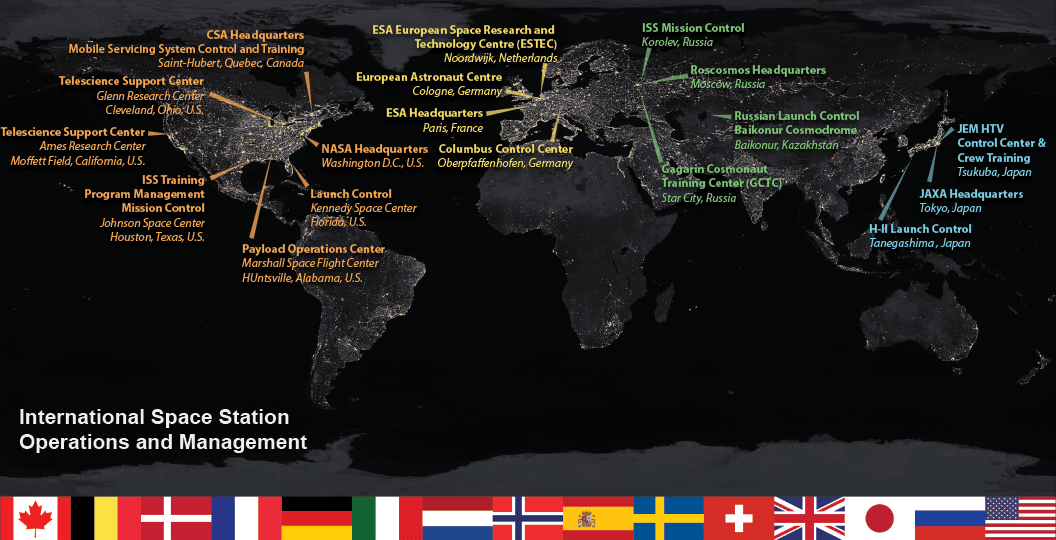 CSA Headquarters
Mobile Servicing System Control and Training
Saint-Hubert, Quebec, Canada
Telescience Support Center
Glenn Research Center
Cleveland, Ohio, U.S.
Telescience Support Center
Ames Research Center
Moffett Field, California, U.S.
ISS Training
Program Management
Mission Control
Johnson Space Center
Houston, Texas, U.S.
NASA Headquarters
Washington D.C., U.S.
Launch Control
Kennedy Space Center
Florida, U.S.
Payload Operations Center
Marshall Space Flight Center
HUntsville, Alabama, U.S.
ESA European Space Research and
Technology Centre (ESTEC)
Noordwijk, Netherlands
European Astronaut Centre
Cologne, Germany
ESA Headquarters
Paris, France
Columbus Control Center
Oberpfaffenhofen, Germany
ISS Mission Control
Korolev, Russia
Roscosmos Headquarters
Moscow, Russia
Russian Launch Control
Baikonur Cosmodrome
Baikonur, Kazakhstan
Gagarin Cosmonaut
Training Center (GCTC)
Star City, Russia
JEM HTV
Control Center &
Crew Training
Tsukuba, Japan
JAXA Headquarters
Tokyo, Japan
H-II Launch Control
Tanegashima , Japan
International Space Station
Operations and Management